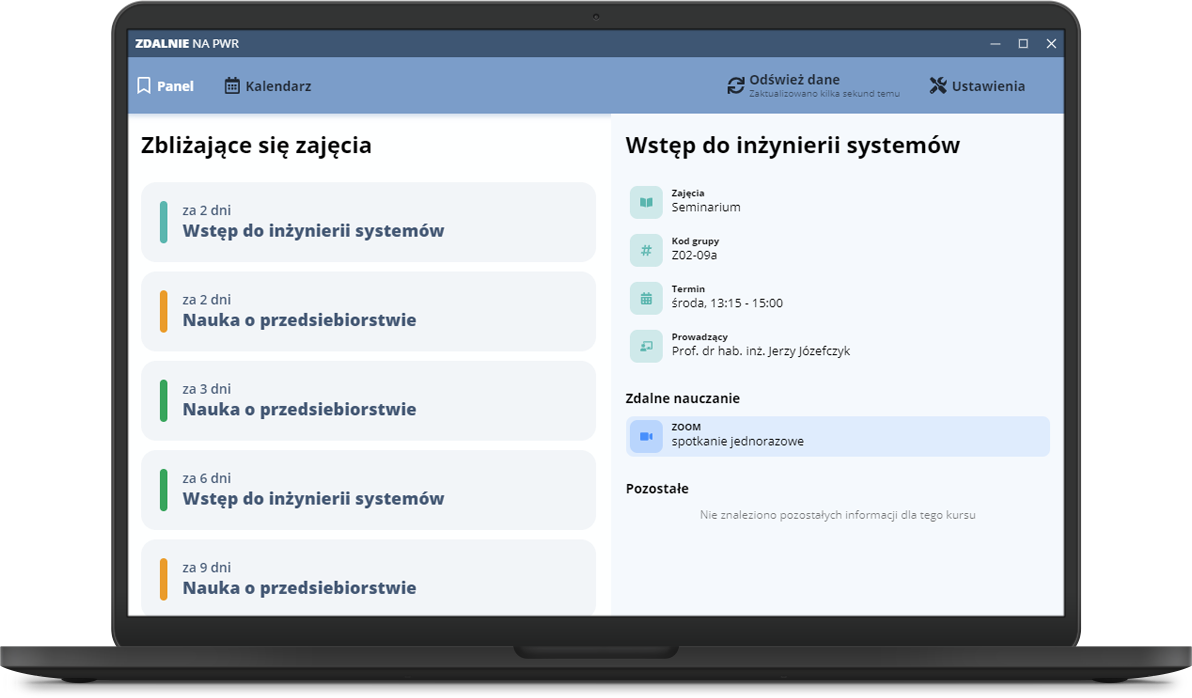 ZDALNIE NA PWR
Panel
Kalendarz
Odśwież dane
Zaktualizowano kilka sekund temu
Ustawienia
Zbliżające się zajęcia
za 2 dni
Wstęp do inżynierii systemów
za 2 dni
Nauka o przedsiebiorstwie
za 3 dni
Nauka o przedsiebiorstwie
za 6 dni
Wstęp do inżynierii systemów
za 9 dni
Nauka o przedsiebiorstwie
Wstęp do inżynierii systemów
Zajęcia
Seminarium
Kod grupy
Z02-09a
Termin
środa, 13:15 - 15:00
Prowadzący
Prof. dr hab. inż. Jerzy Józefczyk
Zdalne nauczanie
ZOOM
spotkanie jednorazowe
Pozostałe
Nie znaleziono pozostałych informacji dla tego kursu